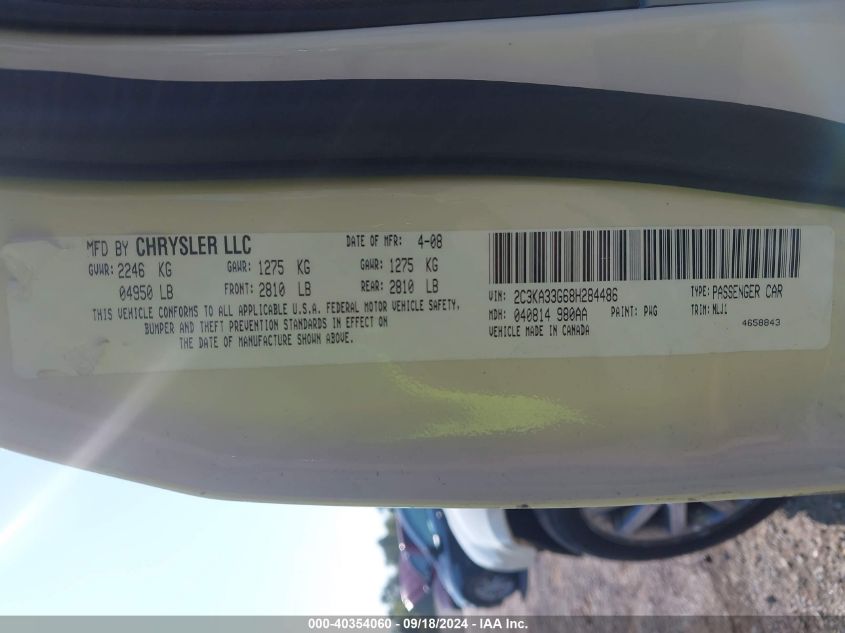 MFD BY CHRYSLER LLC DATE OF MFR: 4-08
GVWR: 2246 KG GAWR: 1275 KG GAWR: 1275 KG
04950 LB FRONT: 2810 LB REAR: 2810 LB
THIS VEHICLE CONFORMS TO ALL APPLICABLE U.S.A. FEDERAL MOTOR VEHICLE SAFETY,
BUMPER AND THEFT PREVENTION STANDARDS IN EFFECT ON
THE DATE OF MANUFACTURE SHOWN ABOVE.
VIN: 2C3KA33G68H284486 TYPE: PASSENGER CAR
MDH: 040814 980AA PAINT: PWG TRIM: MLJ1
VEHICLE MADE IN CANADA 4658843
000-40354060 - 09/18/2024 - IAA Inc.